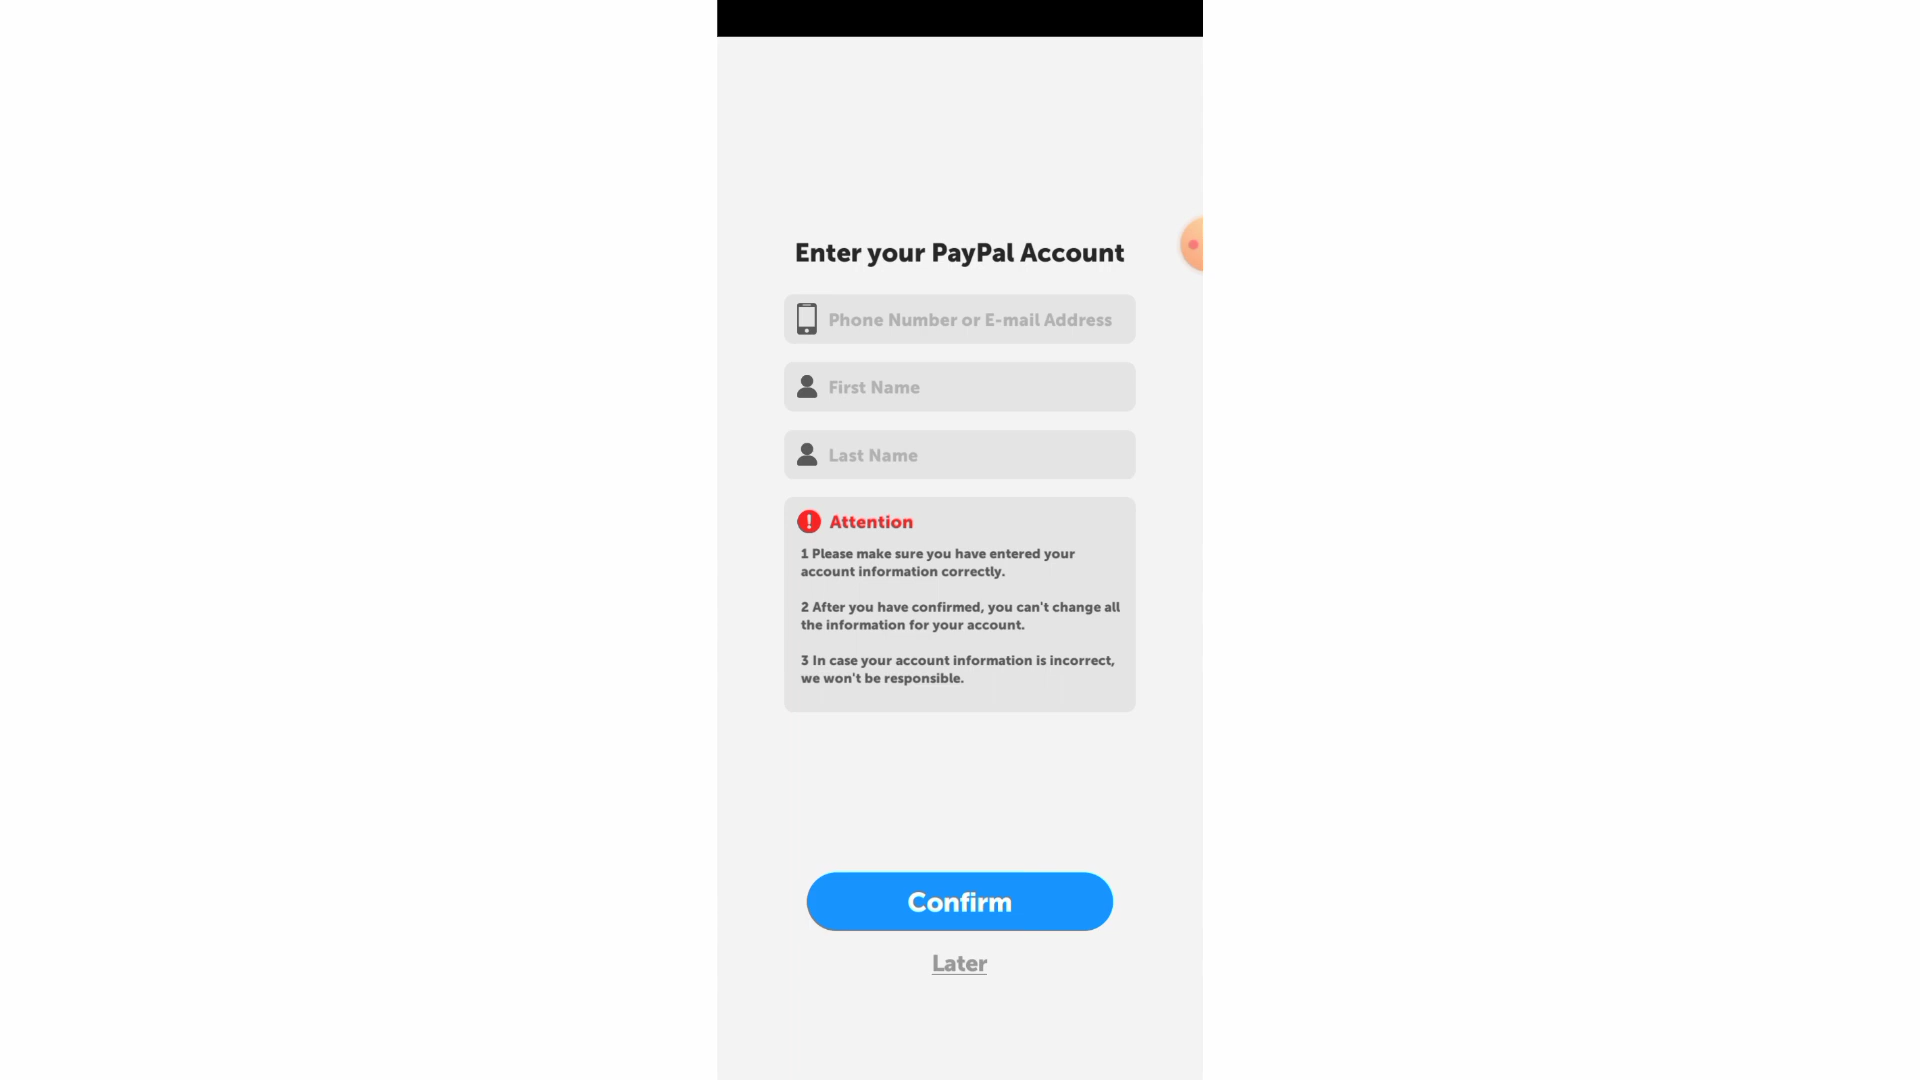 Enter your PayPal Account
Phone Number or E-mail Address
First Name
Last Name
Attention
1 Please make sure you have entered your
account information correctly.
2 After you have confirmed, you can't change all
the information for your account.
3 In case your account information is incorrect,
we won't be responsible.
Confirm
Later